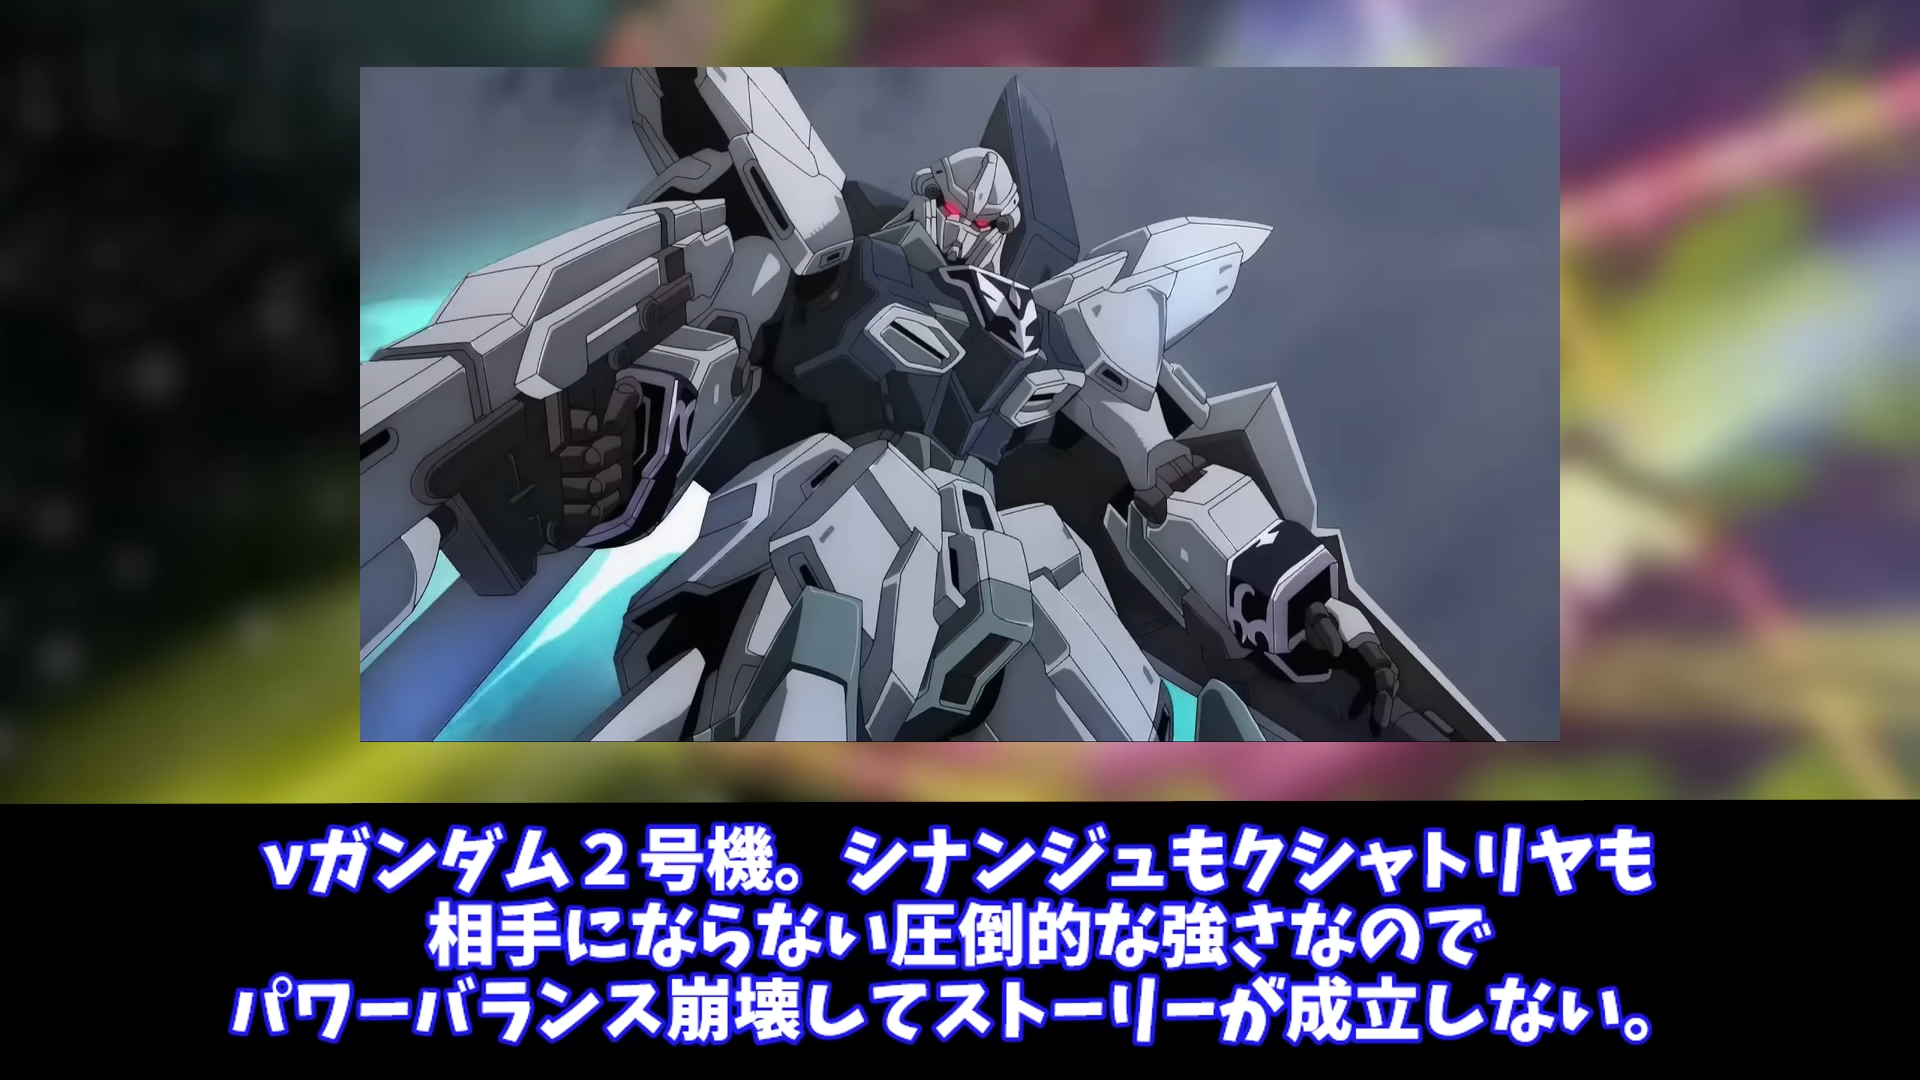 νガンダム２号機。シナンジュもクシャトリヤも
相手にならない圧倒的な強さなので
パワーバランス崩壊してストーリーが成立しない。